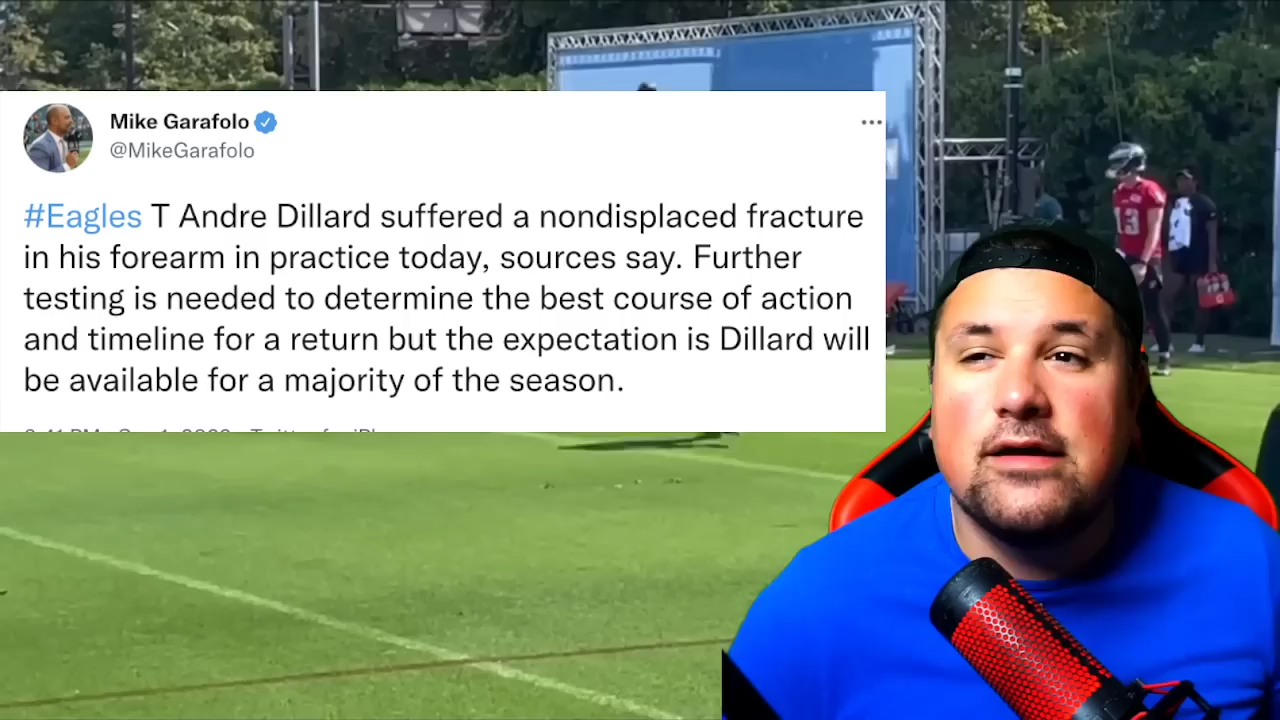 Mike Garafolo
@MikeGarafolo
#Eagles T Andre Dillard suffered a nondisplaced fracture
in his forearm in practice today, sources say. Further
testing is needed to determine the best course of action
and timeline for a return but the expectation is Dillard will
be available for a majority of the season.
13